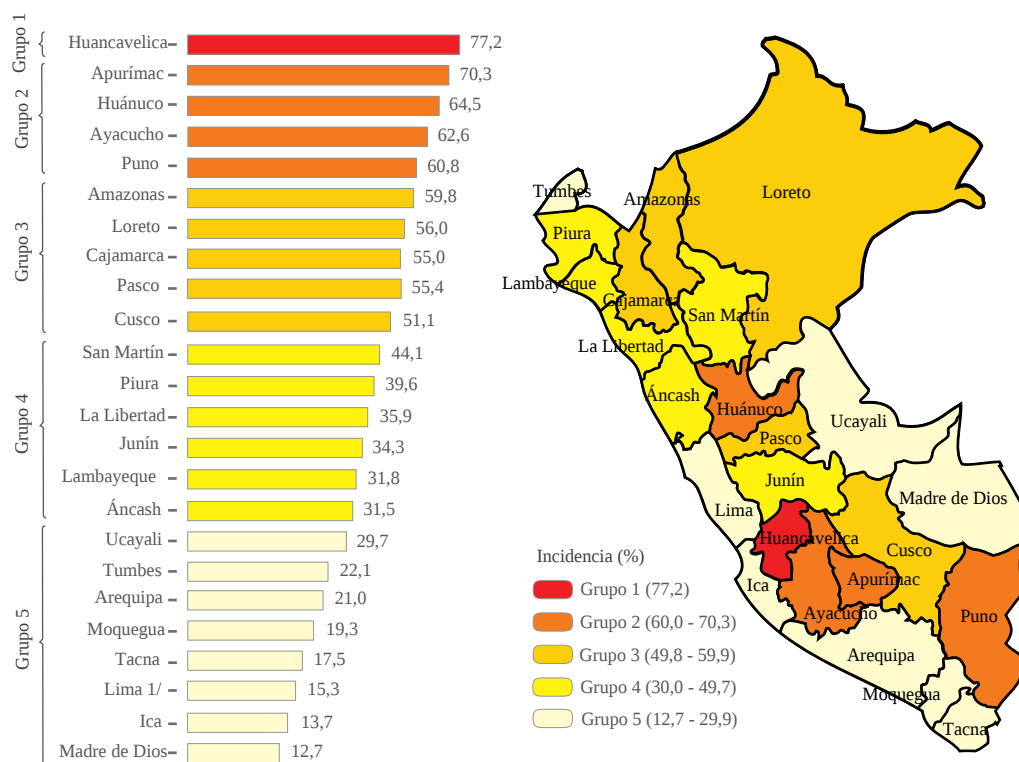 Grupo 1
Huancavelica 77,2
Grupo 2
Apurímac 70,3
Huánuco 64,5
Ayacucho 62,6
Puno 60,8
Grupo 3
Amazonas 59,8
Loreto 56,0
Cajamarca 55,0
Pasco 55,4
Cusco 51,1
Grupo 4
San Martín 44,1
Piura 39,6
La Libertad 35,9
Junín 34,3
Lambayeque 31,8
Áncash 31,5
Grupo 5
Ucayali 29,7
Tumbes 22,1
Arequipa 21,0
Moquegua 19,3
Tacna 17,5
Lima 1/ 15,3
Ica 13,7
Madre de Dios 12,7
Tumbes
Amazonas
Loreto
Piura
Lambayeque
Cajamarca
San Martín
La Libertad
Áncash
Huánuco
Ucayali
Pasco
Junín
Madre de Dios
Lima
Huancavelica
Cusco
Ica
Apurímac
Ayacucho
Puno
Arequipa
Moquegua
Tacna
Incidencia (%)
Grupo 1 (77,2)
Grupo 2 (60,0 - 70,3)
Grupo 3 (49,8 - 59,9)
Grupo 4 (30,0 - 49,7)
Grupo 5 (12,7 - 29,9)